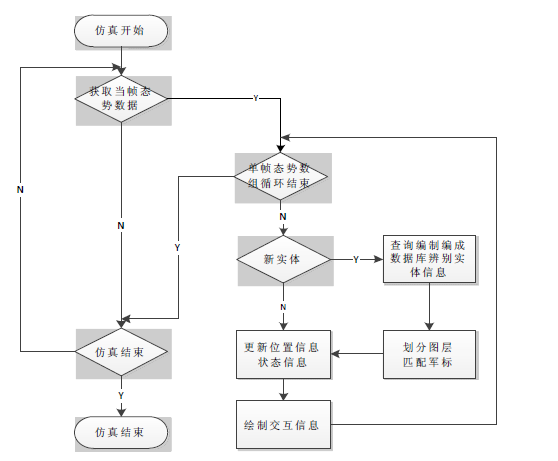 仿真开始
获取当帧态
势数据
Y
单帧态势数
组循环结束
N
N
N
Y
新实体
Y
查询编制编成
数据库辨别实
体信息
N
更新位置信息
状态信息
划分图层
匹配军标
仿真结束
Y
绘制交互信息
仿真结束